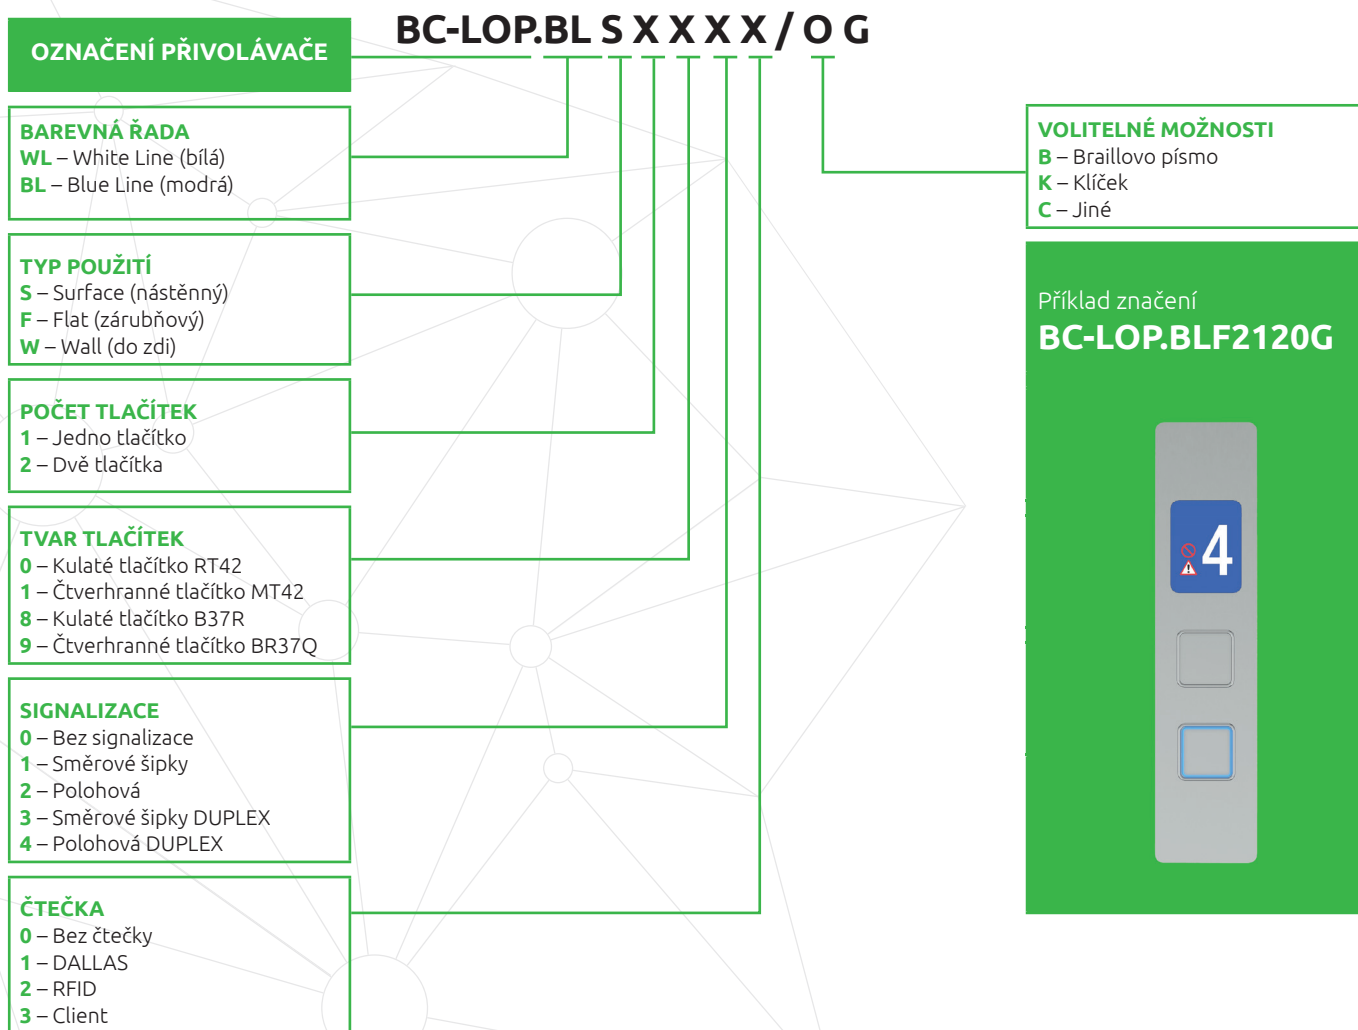 BC-LOP.BL S X X X X / O G
OZNAČENÍ PŘIVOLÁVAČE
BAREVNÁ ŘADA
WL – White Line (bílá)
BL – Blue Line (modrá)
TYP POUŽITÍ
S – Surface (nástěnný)
F – Flat (zárubňový)
W – Wall (do zdi)
POČET TLAČÍTEK
1 – Jedno tlačítko
2 – Dvě tlačítka
TVAR TLAČÍTEK
0 – Kulaté tlačítko RT42
1 – Čtverhranné tlačítko MT42
8 – Kulaté tlačítko B37R
9 – Čtverhranné tlačítko BR37Q
SIGNALIZACE
0 – Bez signalizace
1 – Směrové šipky
2 – Polohová
3 – Směrové šipky DUPLEX
4 – Polohová DUPLEX
ČTEČKA
0 – Bez čtečky
1 – DALLAS
2 – RFID
3 – Client
VOLITELNÉ MOŽNOSTI
B – Braillovo písmo
K – Klíček
C – Jiné
Příklad značení
BC-LOP.BLF2120G
4